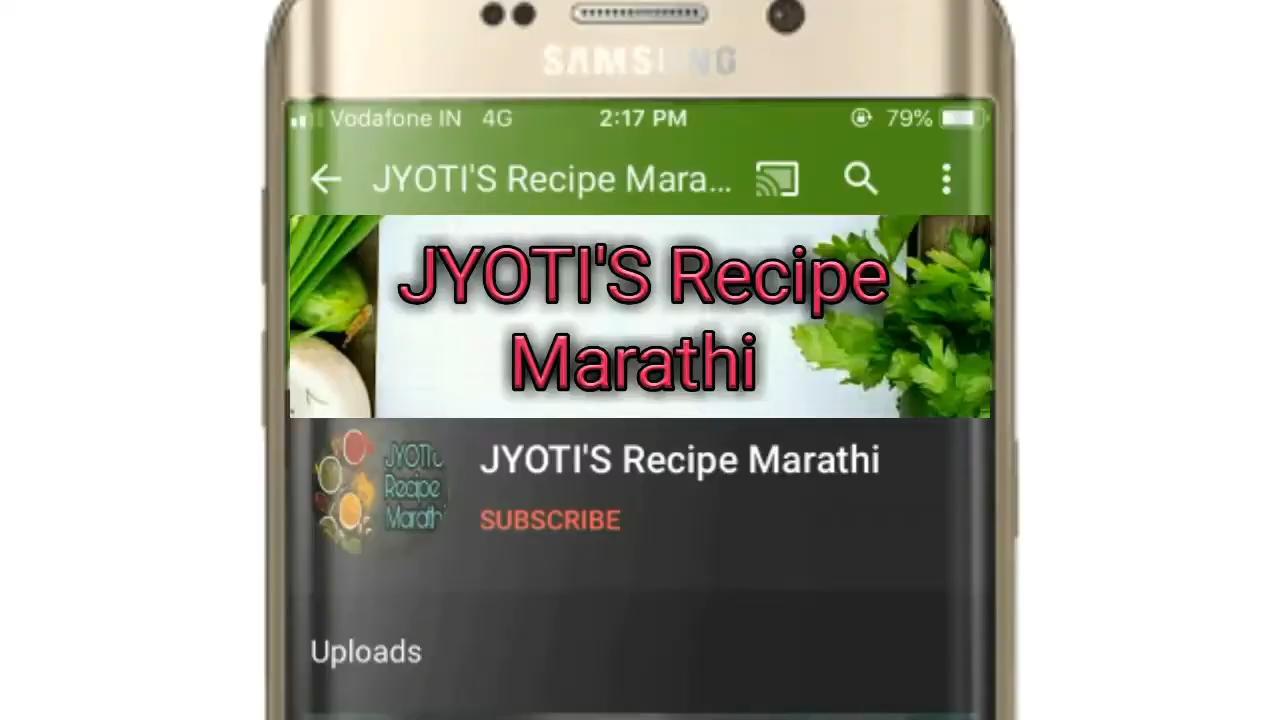 SAMSUNG
Vodafone IN 4G 2:17 PM 79%
JYOTI'S Recipe Mara...
JYOTI'S Recipe
Marathi
JYOTI'S Recipe Marathi
SUBSCRIBE
Recipe
Uploads